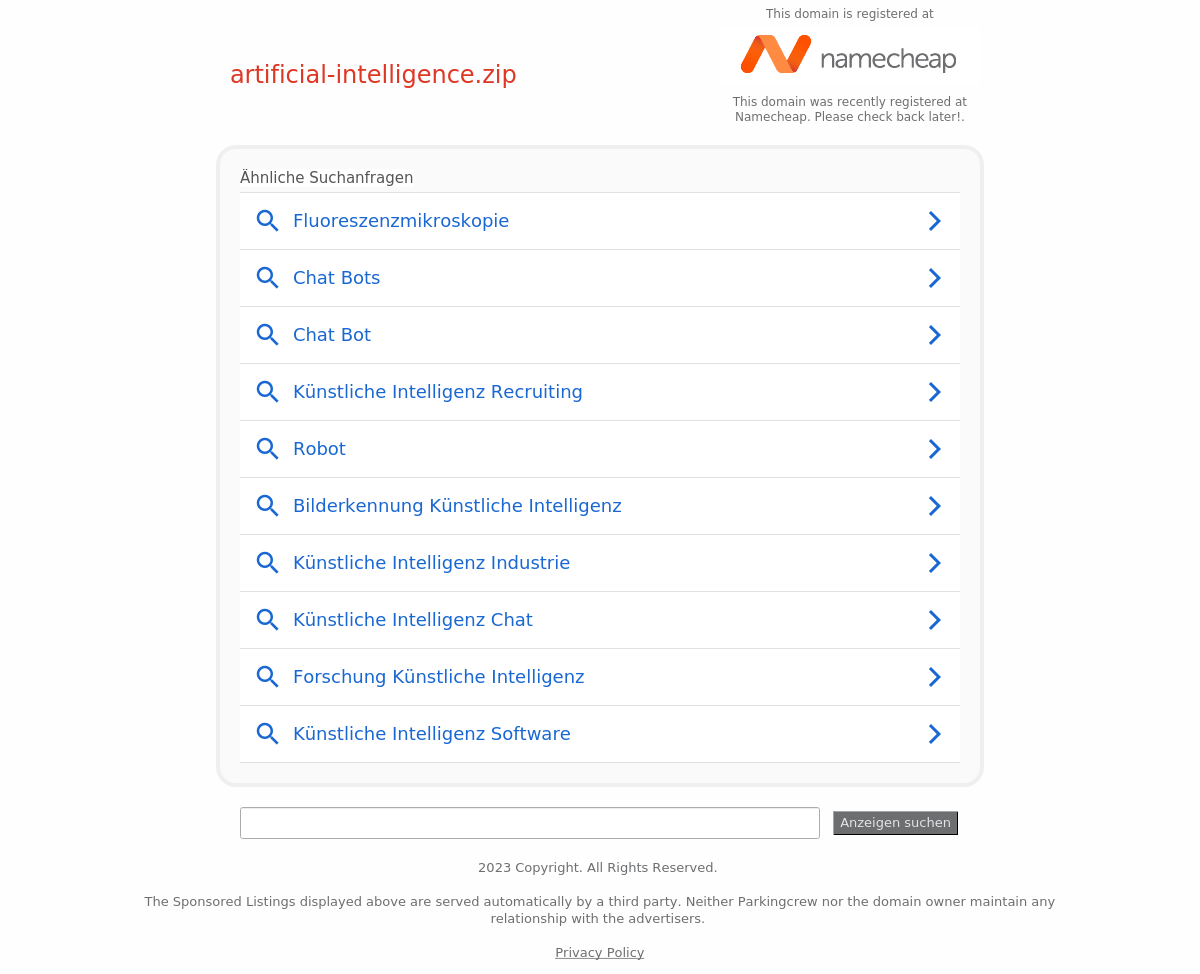 This domain is registered at
namecheap
artificial-intelligence.zip
This domain was recently registered at
Namecheap. Please check back later!.
Ähnliche Suchanfragen
Fluoreszenzmikroskopie
Chat Bots
Chat Bot
Künstliche Intelligenz Recruiting
Robot
Bilderkennung Künstliche Intelligenz
Künstliche Intelligenz Industrie
Künstliche Intelligenz Chat
Forschung Künstliche Intelligenz
Künstliche Intelligenz Software
Anzeigen suchen
2023 Copyright. All Rights Reserved.
The Sponsored Listings displayed above are served automatically by a third party. Neither Parkingcrew nor the domain owner maintain any
relationship with the advertisers.
Privacy Policy